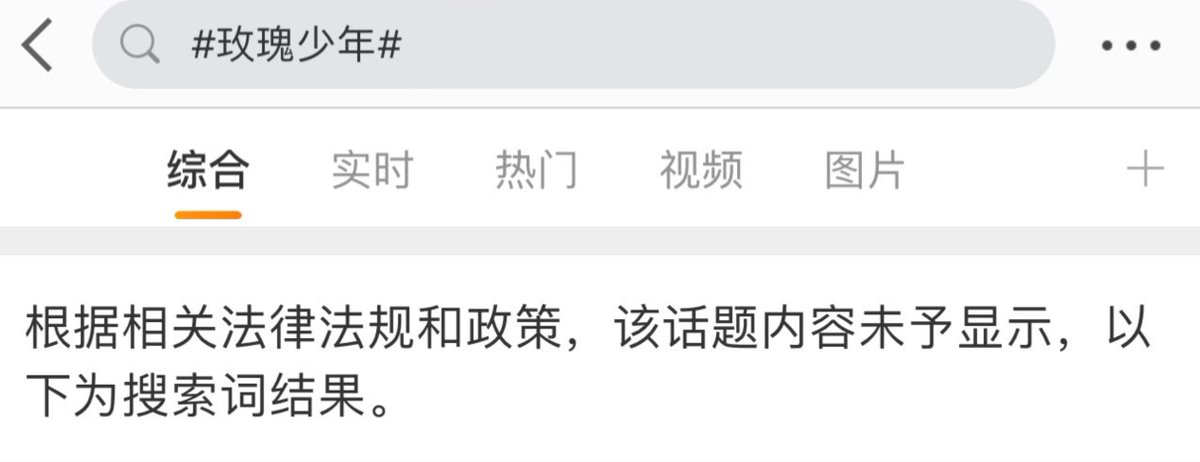 #玫瑰少年#
综合 实时 热门 视频 图片
根据相关法律法规和政策，该话题内容未予显示，以
下为搜索词结果。